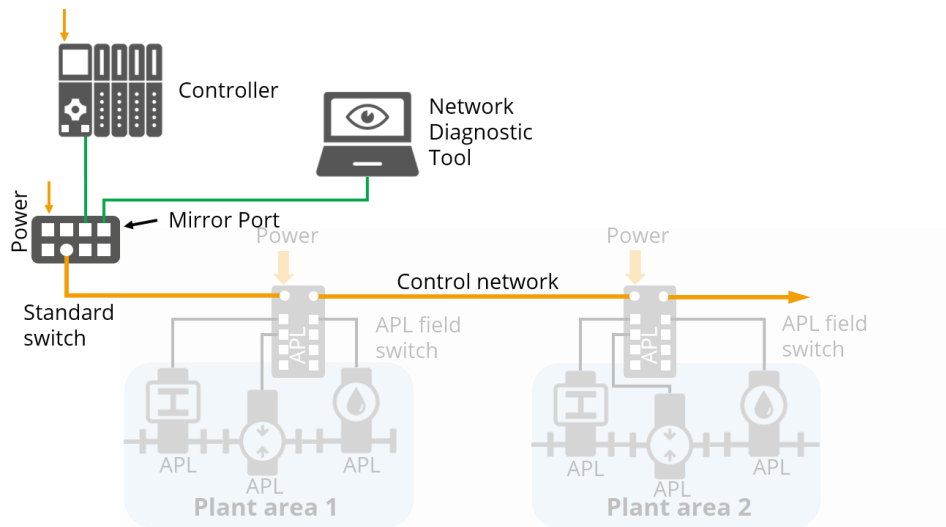 Controller
Network
Diagnostic
Tool
Power
Mirror Port
Power
Power
Control network
Standard
switch
APL
APL field
switch
APL
APL field
switch
APL
APL
APL
APL
APL
APL
Plant area 1
Plant area 2